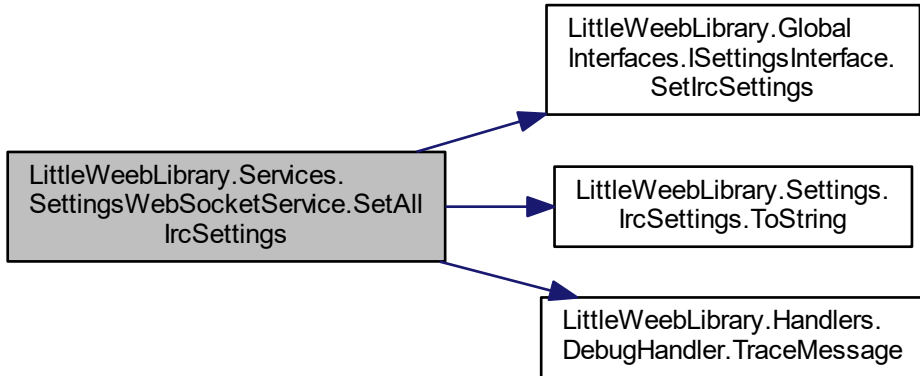 LittleWeebLibrary.Global
Interfaces.ISettingsInterface.
SetIrcSettings
LittleWeebLibrary.Services.
SettingsWebSocketService.SetAll
IrcSettings
LittleWeebLibrary.Settings.
IrcSettings.ToString
LittleWeebLibrary.Handlers.
DebugHandler.TraceMessage